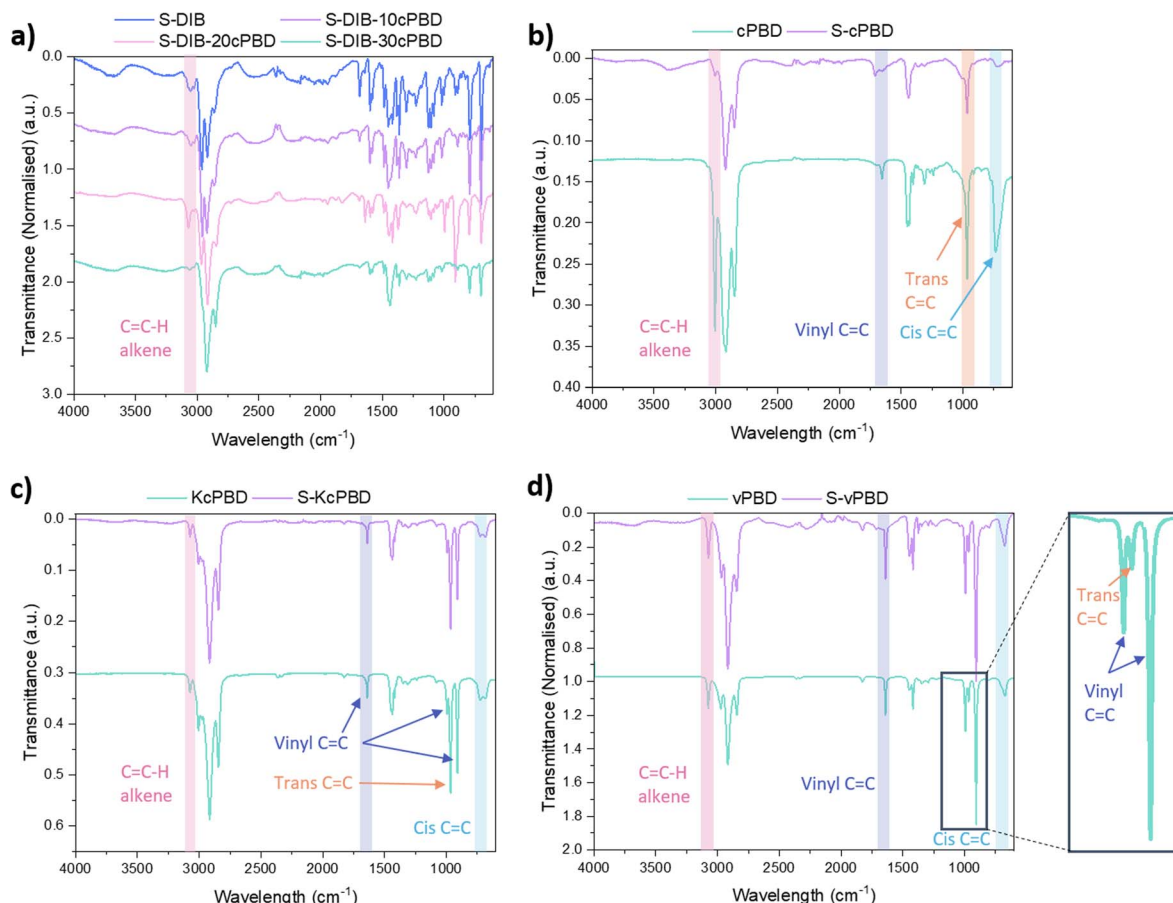 a)
S-DIB S-DIB-10cPBD
S-DIB-20cPBD S-DIB-30cPBD
0.0
0.5
1.0
1.5
2.0
2.5
3.0
Transmittance (Normalised) (a.u.)
C=C-H
alkene
4000 3500 3000 2500 2000 1500 1000
Wavelength (cm⁻¹)
b)
cPBD S-cPBD
0.00
0.05
0.10
0.15
0.20
0.25
0.30
0.35
0.40
Transmittance (a.u.)
C=C-H
alkene
Vinyl C=C
Trans
C=C
Cis C=C
4000 3500 3000 2500 2000 1500 1000
Wavelength (cm⁻¹)
c)
KcPBD S-KcPBD
0.0
0.1
0.2
0.3
0.4
0.5
0.6
Transmittance (a.u.)
C=C-H
alkene
Vinyl C=C
Trans C=C
Cis C=C
4000 3500 3000 2500 2000 1500 1000
Wavelength (cm⁻¹)
d)
vPBD S-vPBD
0.0
0.2
0.4
0.6
0.8
1.0
1.2
1.4
1.6
1.8
2.0
Transmittance (Normalised) (a.u.)
C=C-H
alkene
Vinyl C=C
Cis C=C
4000 3500 3000 2500 2000 1500 1000
Wavelength (cm⁻¹)
Trans
C=C
Vinyl
C=C